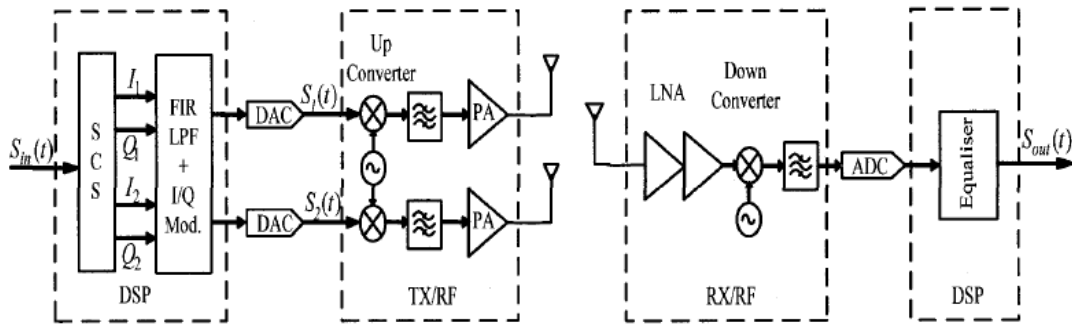 S_in(t)
S
C
S
I_1
Q_1
I_2
Q_2
FIR
LPF
+
I/Q
Mod.
DSP
DAC
S_1(t)
DAC
S_2(t)
Up
Converter
PA
PA
TX/RF
LNA
Down
Converter
RX/RF
ADC
Equaliser
S_out(t)
DSP